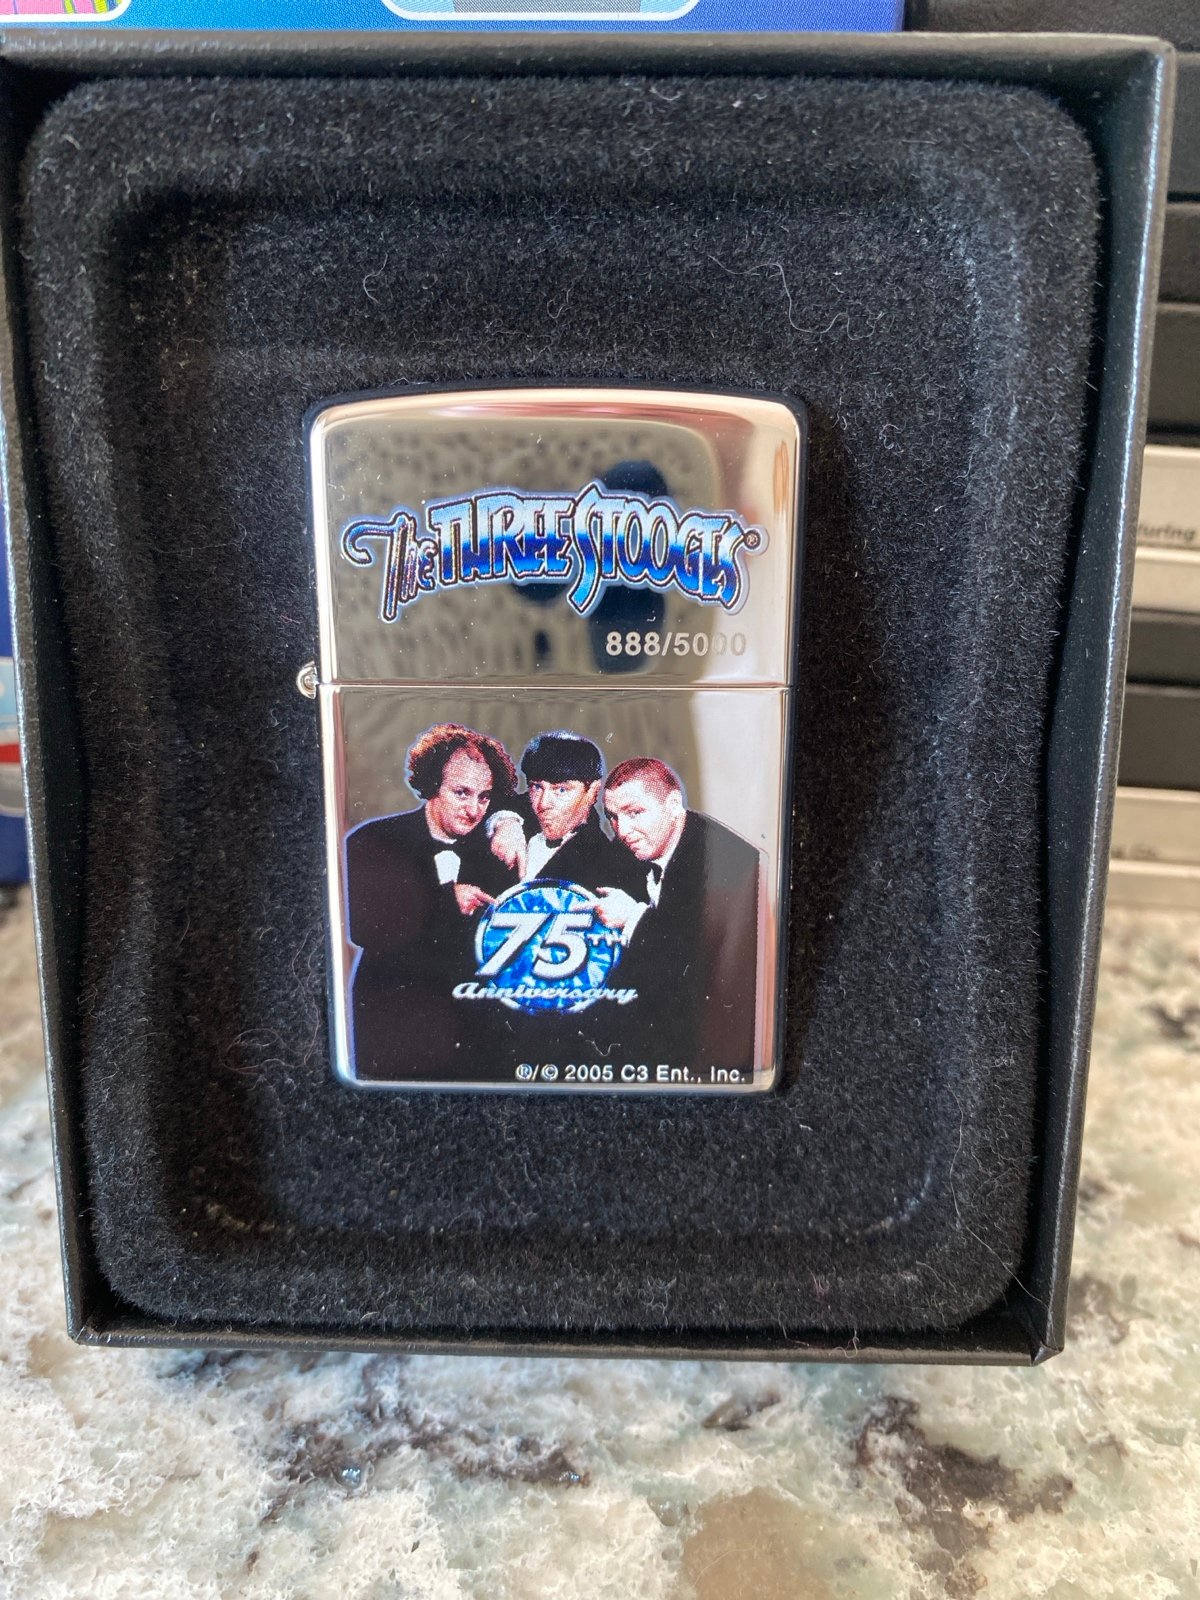 The THREE STOOGES®
888/5000
75TH
Anniversary
®/© 2005 C3 Ent., Inc.